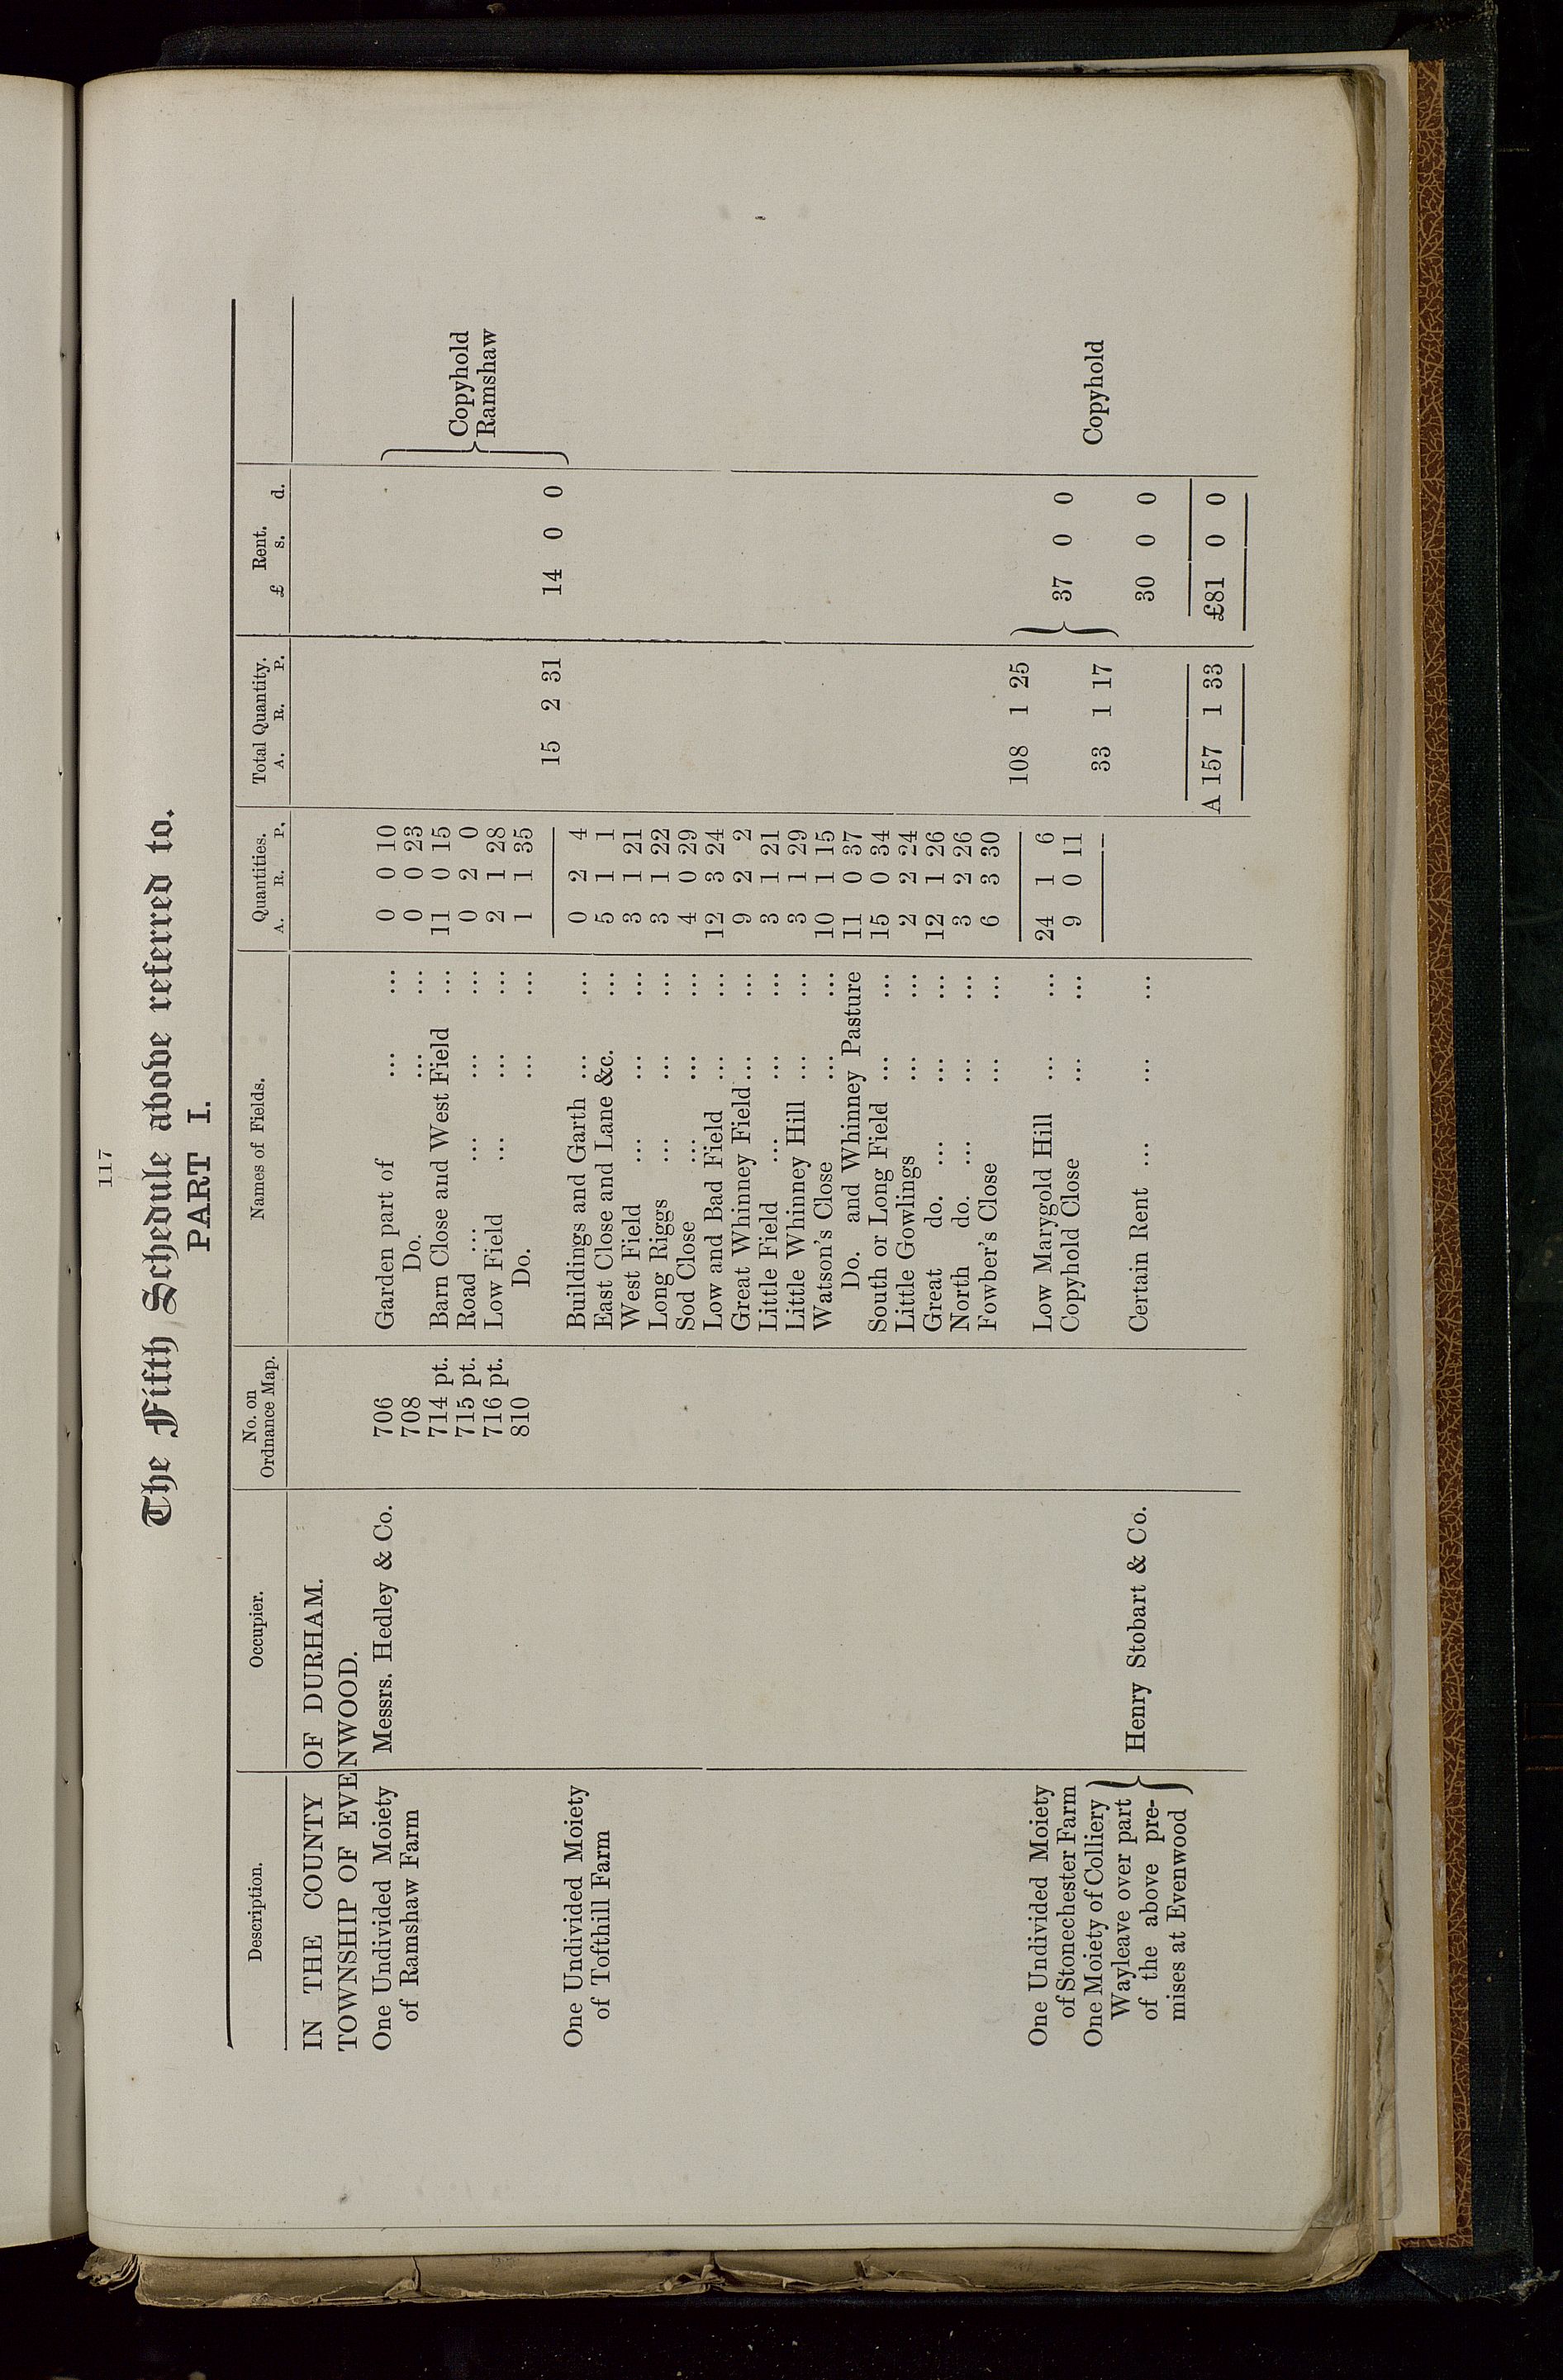 117
The Fifth Schedule above referred to.
PART I.
Description. Occupier. No. on Ordnance Map. Names of Fields. Quantities. Total Quantity. Rent.
A. R. P. A. R. P. £ s. d.
IN THE COUNTY OF DURHAM.
TOWNSHIP OF EVENWOOD.
One Undivided Moiety Messrs. Hedley & Co. 706 Garden part of ... ... 0 0 10
of Ramshaw Farm 708 Do. ... ... 0 0 23
714 pt. Barn Close and West Field ... 11 0 15
715 pt. Road ... ... ... ... 0 2 0 Copyhold
716 pt. Low Field ... ... ... 2 1 28 Ramshaw
810 Do. ... ... 1 1 35
15 2 31 14 0 0
One Undivided Moiety Buildings and Garth ... ... 0 2 4
of Tofthill Farm East Close and Lane &c. ... 5 1 1
West Field ... ... ... 3 1 21
Long Riggs ... ... ... 3 1 22
Sod Close ... ... ... 4 0 29
Low and Bad Field ... ... 12 3 24
Great Whinney Field ... ... 9 2 2
Little Field ... ... ... 3 1 21
Little Whinney Hill ... ... 3 1 29
Watson's Close ... ... 10 1 15
Do. and Whinney Pasture 11 0 37
South or Long Field ... ... 15 0 34
Little Gowlings ... ... 2 2 24
Great do. ... ... ... 12 1 26
North do. ... ... ... 3 2 26
Fowber's Close ... ... 6 3 30
108 1 25
One Undivided Moiety Low Marygold Hill ... ... 24 1 6
of Stonechester Farm Copyhold Close ... ... 9 0 11 37 0 0
One Moiety of Colliery 33 1 17 Copyhold
Wayleave over part
of the above pre- Henry Stobart & Co. Certain Rent ... ... ... 30 0 0
mises at Evenwood
A 157 1 33 £81 0 0